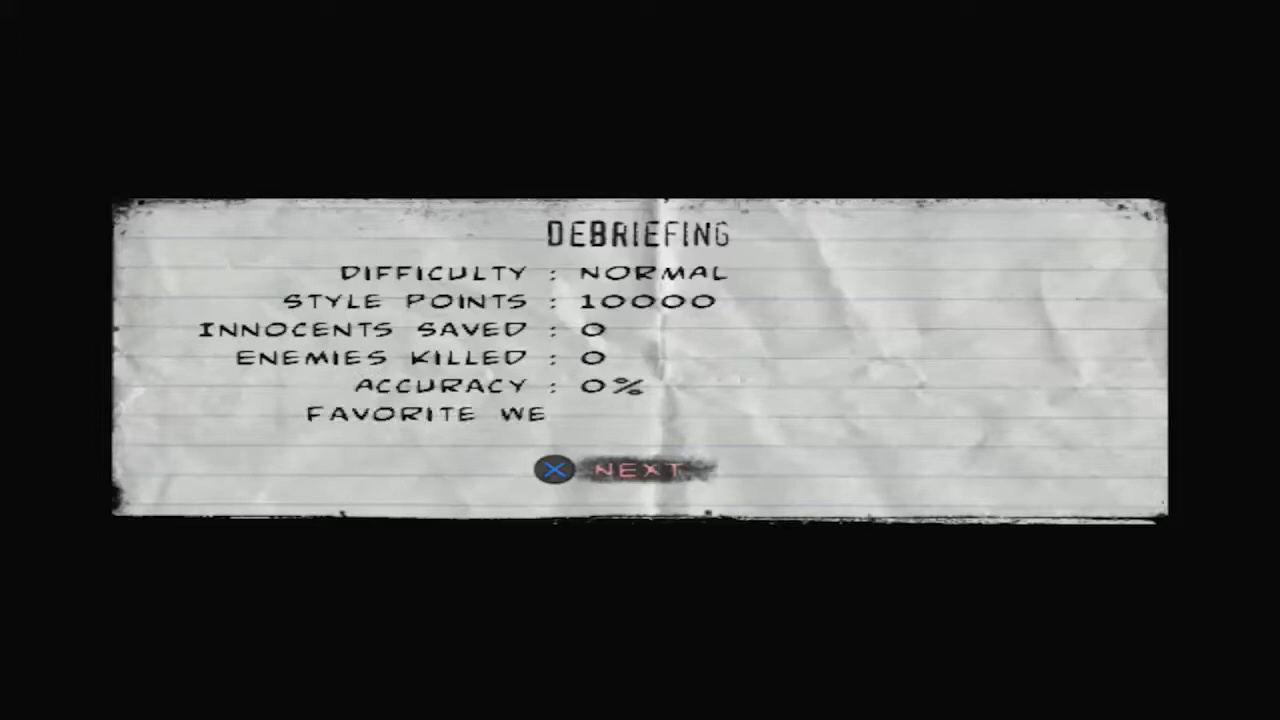 DEBRIEFING
DIFFICULTY : NORMAL
STYLE POINTS : 10000
INNOCENTS SAVED : 0
ENEMIES KILLED : 0
ACCURACY : 0%
FAVORITE WE
NEXT